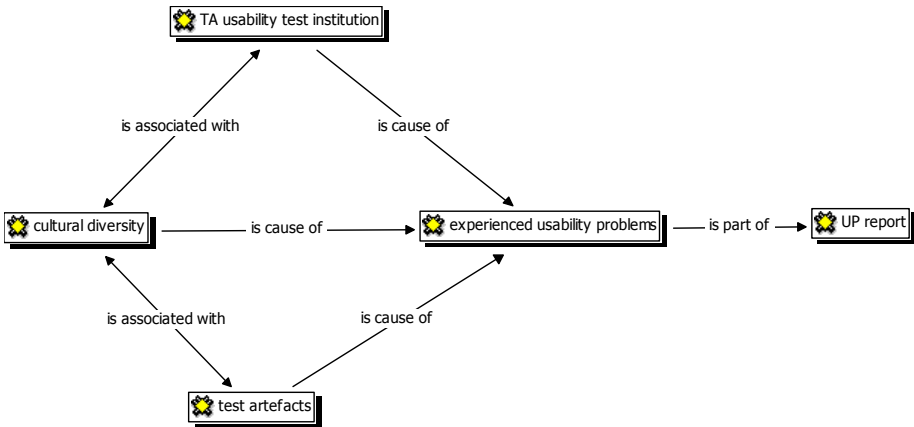 TA usability test institution
is associated with
is cause of
cultural diversity
is cause of
experienced usability problems
is part of
UP report
is associated with
is cause of
test artefacts